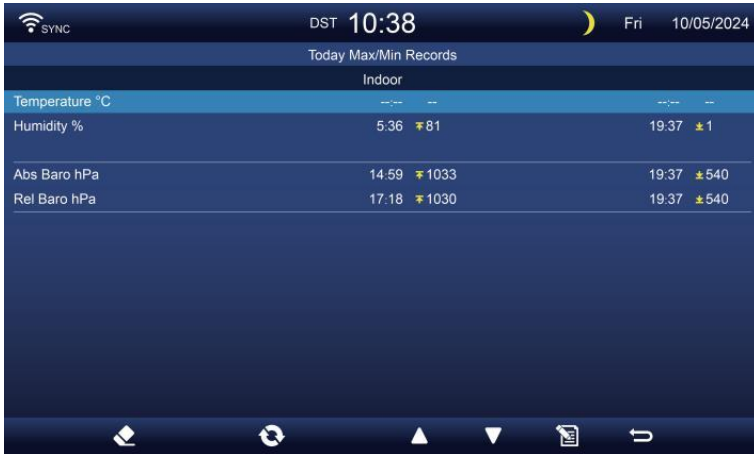 SYNC DST 10:38 Fri 10/05/2024
Today Max/Min Records
Indoor
Temperature °C --:-- -- --:-- --
Humidity % 5:36 81 19:37 1
Abs Baro hPa 14:59 1033 19:37 540
Rel Baro hPa 17:18 1030 19:37 540